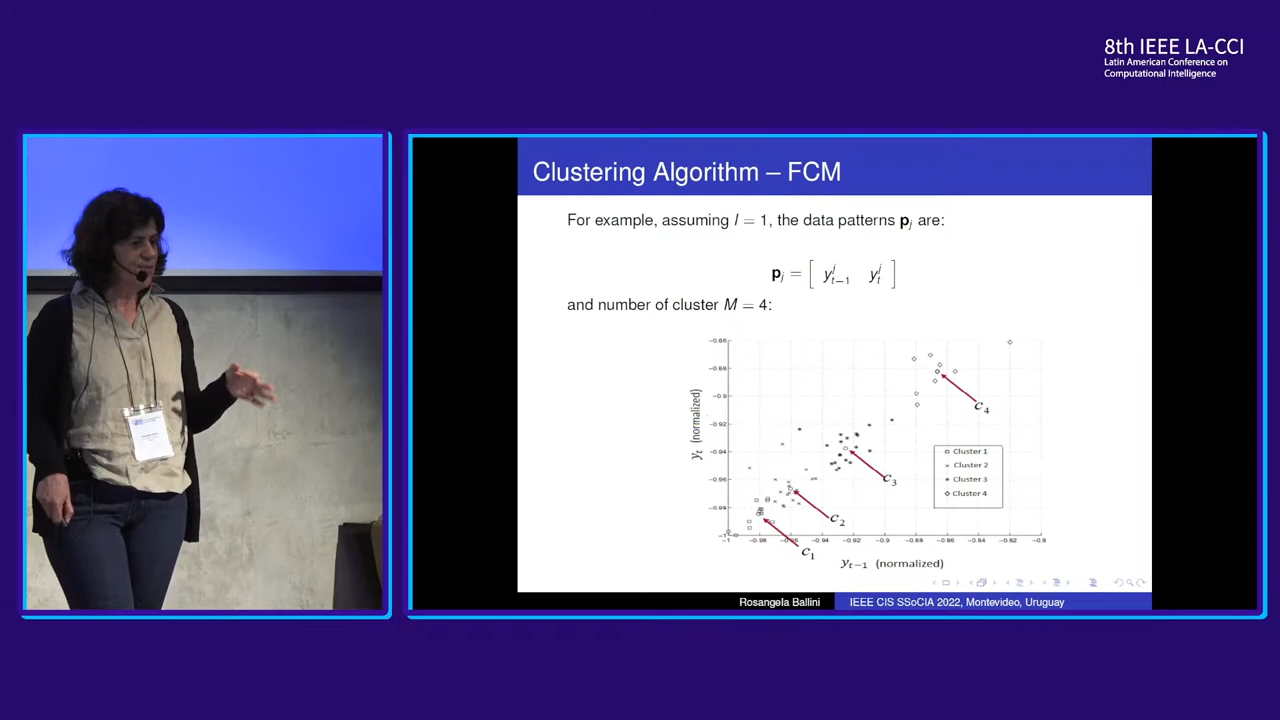 8th IEEE LA-CCI
Latin American Conference on
Computational Intelligence
Clustering Algorithm – FCM
For example, assuming l = 1, the data patterns p_j are:
p_j = [ y^j_{t−1} y^j_t ]
and number of cluster M = 4:
−0.86
−0.88
−0.9
−0.92
−0.94
−0.96
−0.98
−1
y_t (normalized)
c_4
c_3
c_2
c_1
Cluster 1
Cluster 2
Cluster 3
Cluster 4
−1 −0.98 −0.96 −0.94 −0.92 −0.9 −0.88 −0.86 −0.84 −0.82 −0.8
y_{t−1} (normalized)
Rosangela Ballini
IEEE CIS SSoCIA 2022, Montevideo, Uruguay